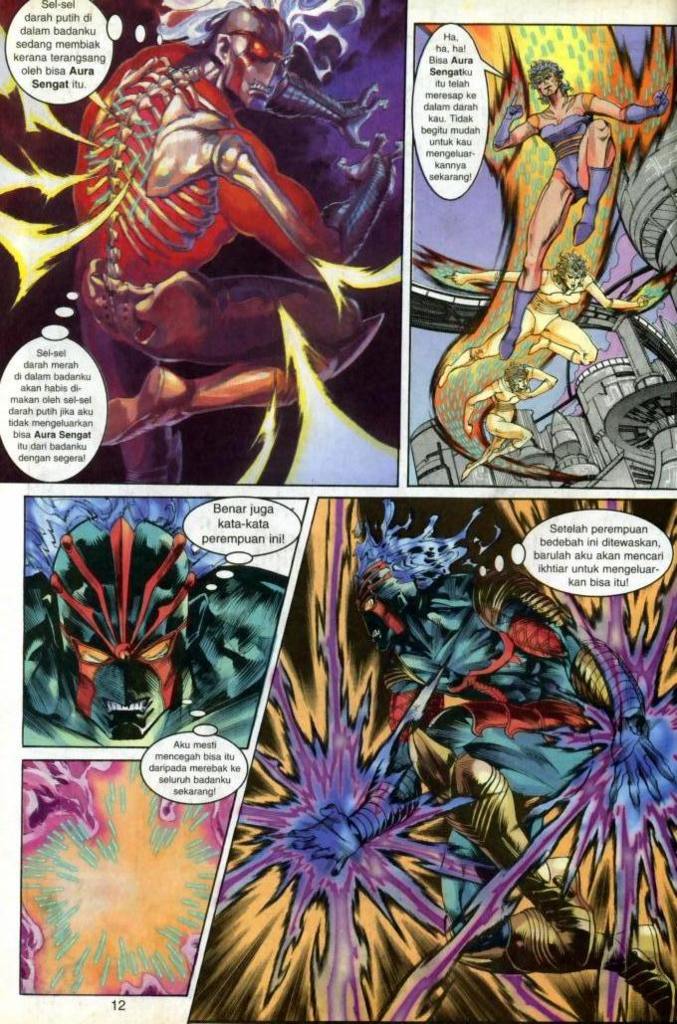 Sel-sel
darah putih di
dalam badanku
sedang membiak
kerana terangsang
oleh bisa Aura
Sengat itu.
Sel-sel
darah merah
di dalam badanku
akan habis di-
makan oleh sel-sel
darah putih jika aku
tidak mengeluarkan
bisa Aura Sengat
itu dari badanku
dengan segera!
Ha,
ha, ha!
Bisa Aura
Sengatku
itu telah
meresap ke
dalam darah
kau. Tidak
begitu mudah
untuk kau
mengeluar-
kannya
sekarang!
Benar juga
kata-kata
perempuan ini!
Aku mesti
mencegah bisa itu
daripada merebak ke
seluruh badanku
sekarang!
Setelah perempuan
bedebah ini ditewaskan,
barulah aku akan mencari
ikhtiar untuk mengeluar-
kan bisa itu!
12